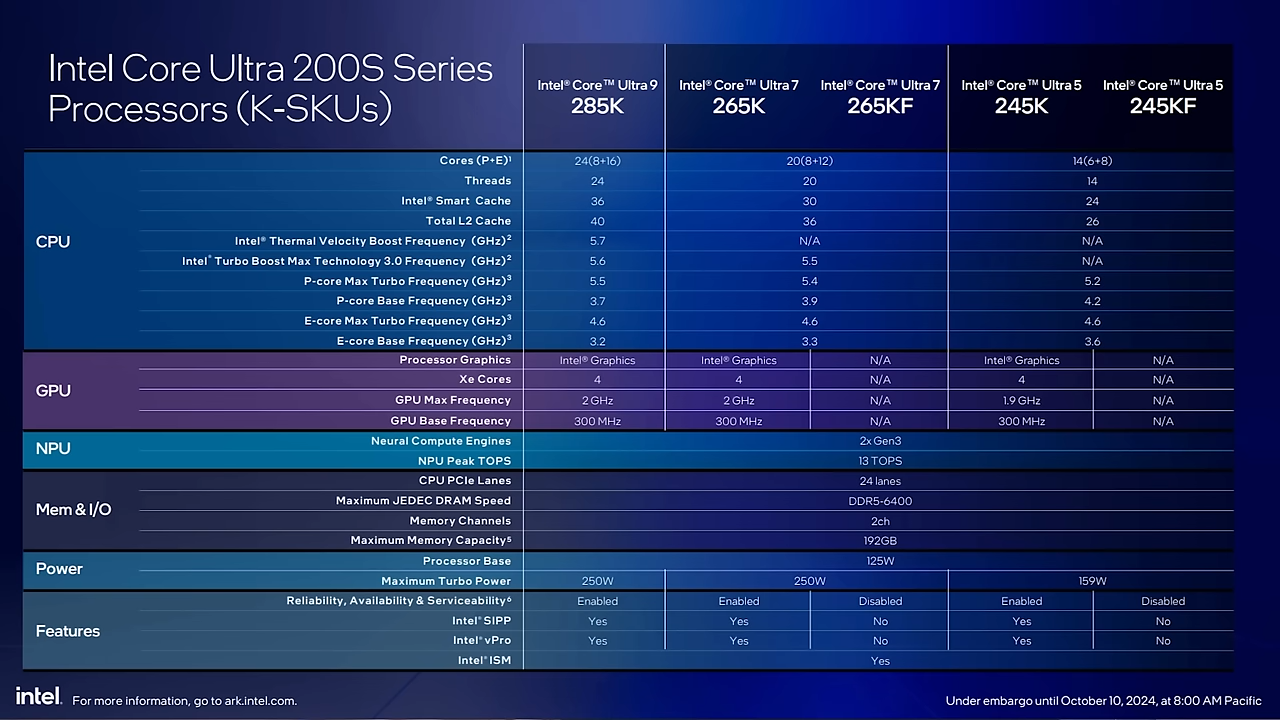 Intel Core Ultra 200S Series
Processors (K-SKUs)
Intel® Core™ Ultra 9 Intel® Core™ Ultra 7 Intel® Core™ Ultra 7 Intel® Core™ Ultra 5 Intel® Core™ Ultra 5
285K 265K 265KF 245K 245KF
CPU
Cores (P+E)¹ 24(8+16) 20(8+12) 14(6+8)
Threads 24 20 14
Intel® Smart Cache 36 30 24
Total L2 Cache 40 36 26
Intel® Thermal Velocity Boost Frequency (GHz)² 5.7 N/A N/A
Intel® Turbo Boost Max Technology 3.0 Frequency (GHz)² 5.6 5.5 N/A
P-core Max Turbo Frequency (GHz)³ 5.5 5.4 5.2
P-core Base Frequency (GHz)³ 3.7 3.9 4.2
E-core Max Turbo Frequency (GHz)³ 4.6 4.6 4.6
E-core Base Frequency (GHz)³ 3.2 3.3 3.6
GPU
Processor Graphics Intel® Graphics Intel® Graphics N/A Intel® Graphics N/A
Xe Cores 4 4 N/A 4 N/A
GPU Max Frequency 2 GHz 2 GHz N/A 1.9 GHz N/A
GPU Base Frequency 300 MHz 300 MHz N/A 300 MHz N/A
NPU
Neural Compute Engines 2x Gen3
NPU Peak TOPS 13 TOPS
Mem & I/O
CPU PCIe Lanes 24 lanes
Maximum JEDEC DRAM Speed DDR5-6400
Memory Channels 2ch
Maximum Memory Capacity⁵ 192GB
Power
Processor Base 125W
Maximum Turbo Power 250W 250W 159W
Features
Reliability, Availability & Serviceability⁶ Enabled Enabled Disabled Enabled Disabled
Intel® SIPP Yes Yes No Yes No
Intel® vPro Yes Yes No Yes No
Intel® ISM Yes
intel. For more information, go to ark.intel.com. Under embargo until October 10, 2024, at 8:00 AM Pacific